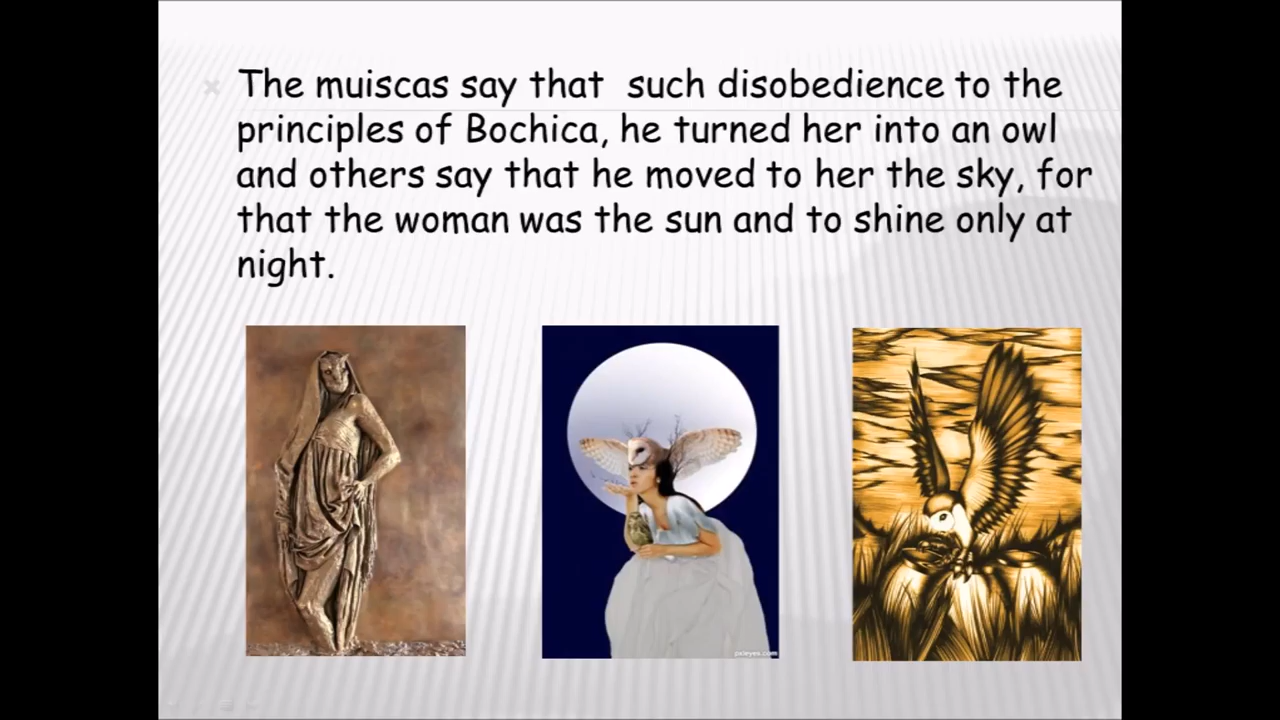 The muiscas say that such disobedience to the
principles of Bochica, he turned her into an owl
and others say that he moved to her the sky, for
that the woman was the sun and to shine only at
night.
pxleyes.com